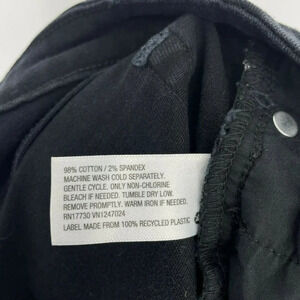 98% COTTON / 2% SPANDEX
MACHINE WASH COLD SEPARATELY.
GENTLE CYCLE. ONLY NON-CHLORINE
BLEACH IF NEEDED. TUMBLE DRY LOW.
REMOVE PROMPTLY. WARM IRON IF NEEDED.
RN17730 VN1247024
LABEL MADE FROM 100% RECYCLED PLASTIC